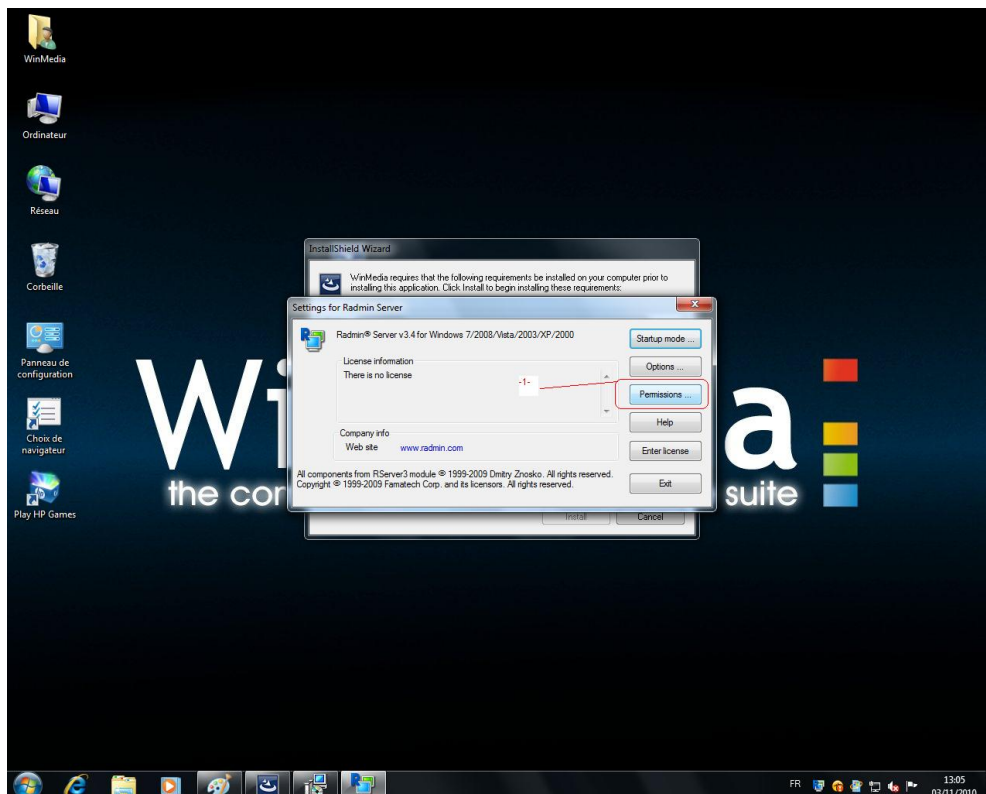 WinMedia
Ordinateur
Réseau
Corbeille
Panneau de
configuration
Choix de
navigateur
Play HP Games
InstallShield Wizard
WinMedia requires that the following requirements be installed on your computer prior to
installing this application. Click Install to begin installing these requirements:
Settings for Radmin Server
Radmin® Server v3.4 for Windows 7/2008/Vista/2003/XP/2000
License information
There is no license
Company info
Web site www.radmin.com
All components from RServer3 module © 1999-2009 Dmitry Znosko. All rights reserved.
Copyright © 1999-2009 Famatech Corp. and its licensors. All rights reserved.
Startup mode ...
Options ...
Permissions ...
Help
Enter license
Exit
-1-
Install
Cancel
Wi a
the cor suite
FR
13:05
03/11/2010